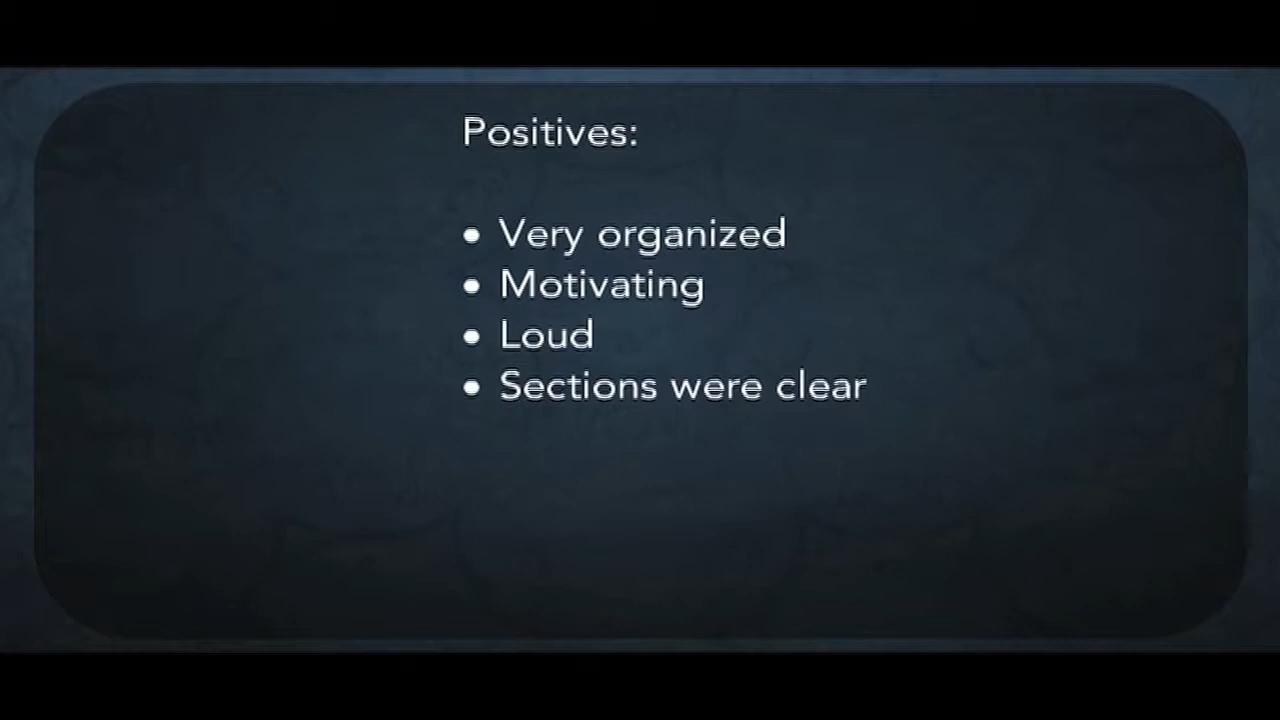 Positives:
• Very organized
• Motivating
• Loud
• Sections were clear